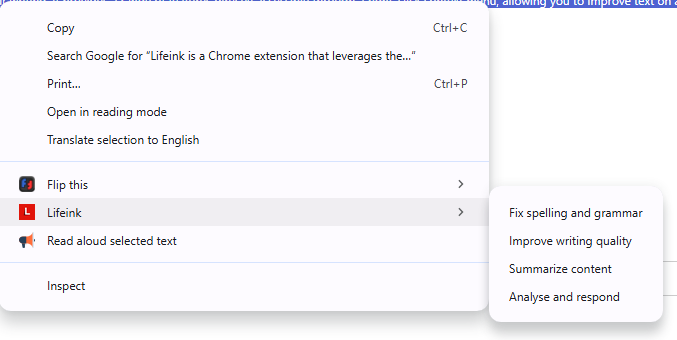 menu, allowing you to improve text on a
Copy Ctrl+C
Search Google for “Lifeink is a Chrome extension that leverages the...”
Print... Ctrl+P
Open in reading mode
Translate selection to English
Flip this
L Lifeink
Read aloud selected text
Inspect
Fix spelling and grammar
Improve writing quality
Summarize content
Analyse and respond